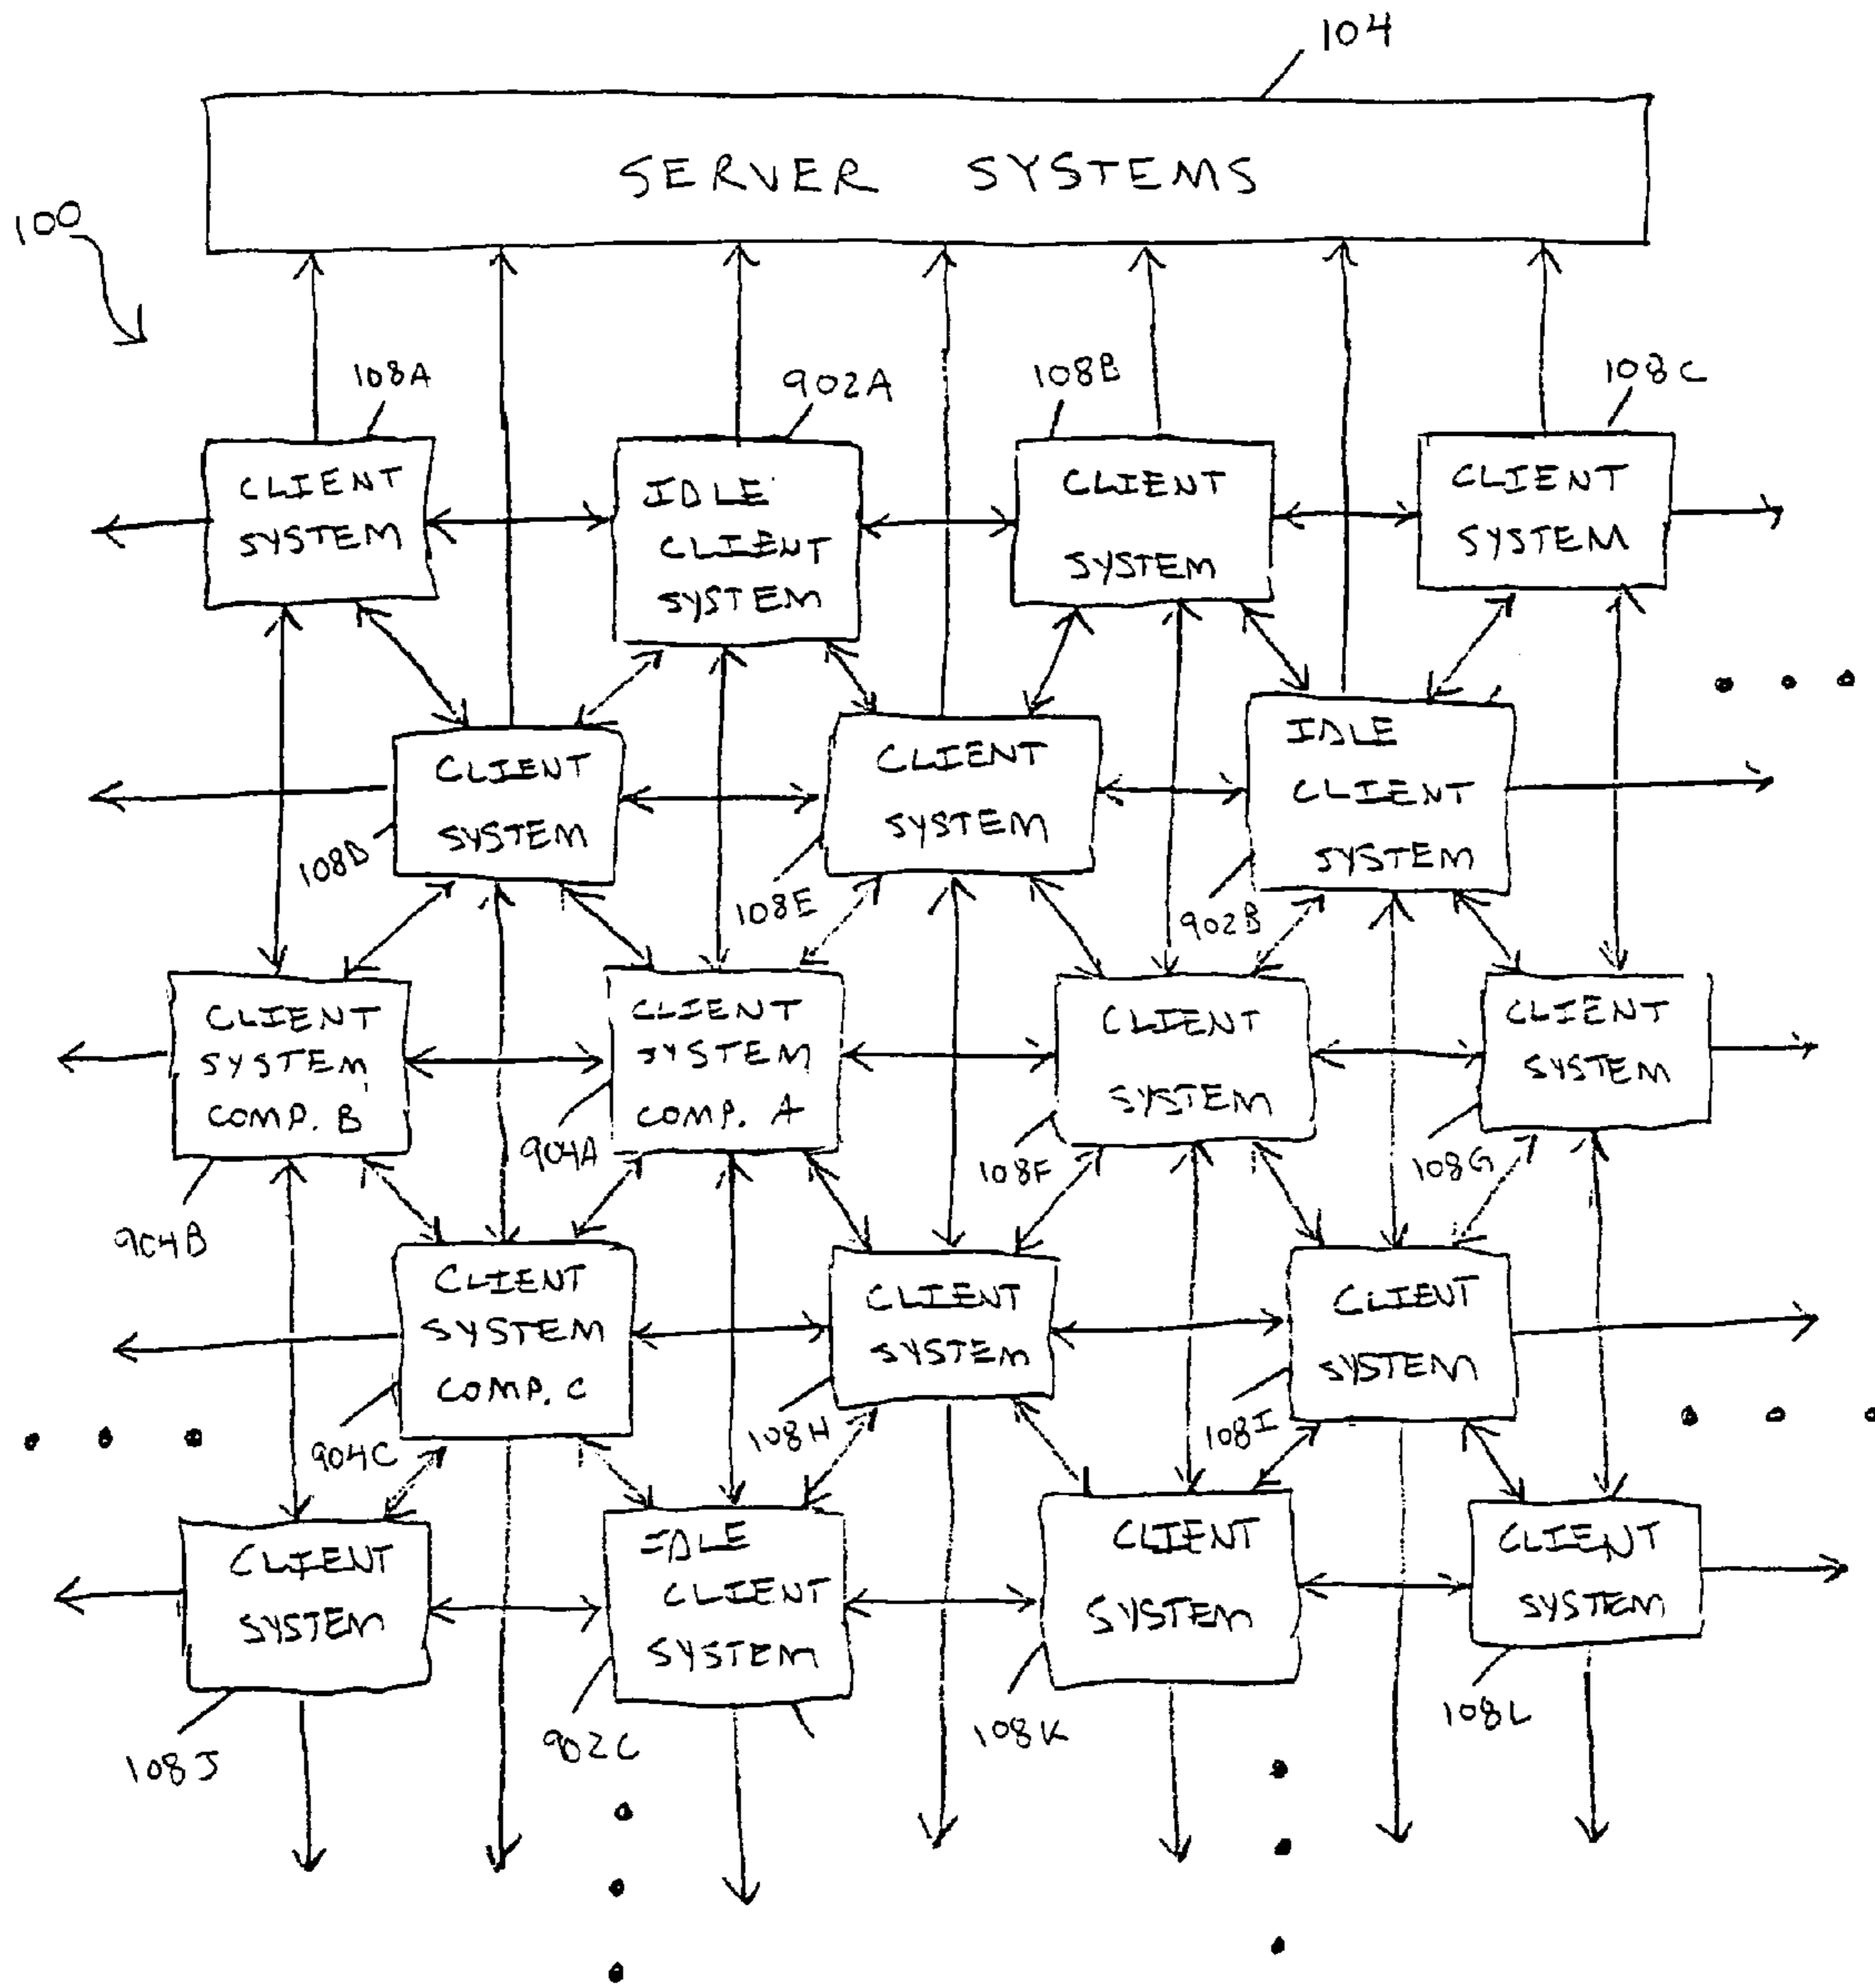 104
SERVER SYSTEMS
100
108A
902A
108B
108C
CLIENT
SYSTEM
IDLE
CLIENT
SYSTEM
CLIENT
SYSTEM
CLIENT
SYSTEM
CLIENT
SYSTEM
108D
CLIENT
SYSTEM
108E
IDLE
CLIENT
SYSTEM
902B
CLIENT
SYSTEM
COMP. B
904B
CLIENT
SYSTEM
COMP. A
904A
CLIENT
SYSTEM
108F
CLIENT
SYSTEM
108G
CLIENT
SYSTEM
COMP. C
904C
CLIENT
SYSTEM
108H
CLIENT
SYSTEM
108I
CLIENT
SYSTEM
108J
IDLE
CLIENT
SYSTEM
902C
CLIENT
SYSTEM
108K
CLIENT
SYSTEM
108L